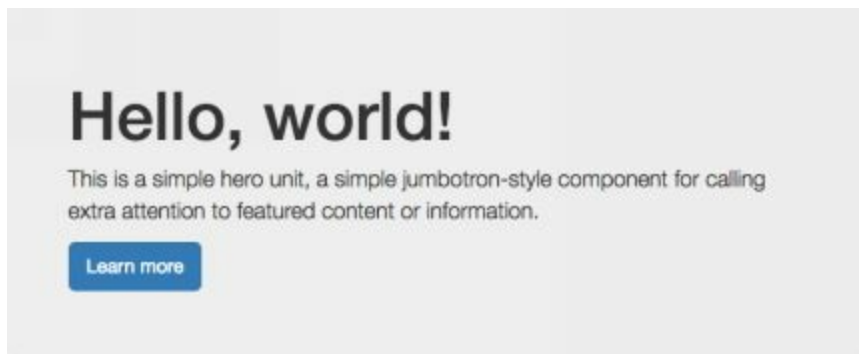 Hello, world!
This is a simple hero unit, a simple jumbotron-style component for calling
extra attention to featured content or information.
Learn more